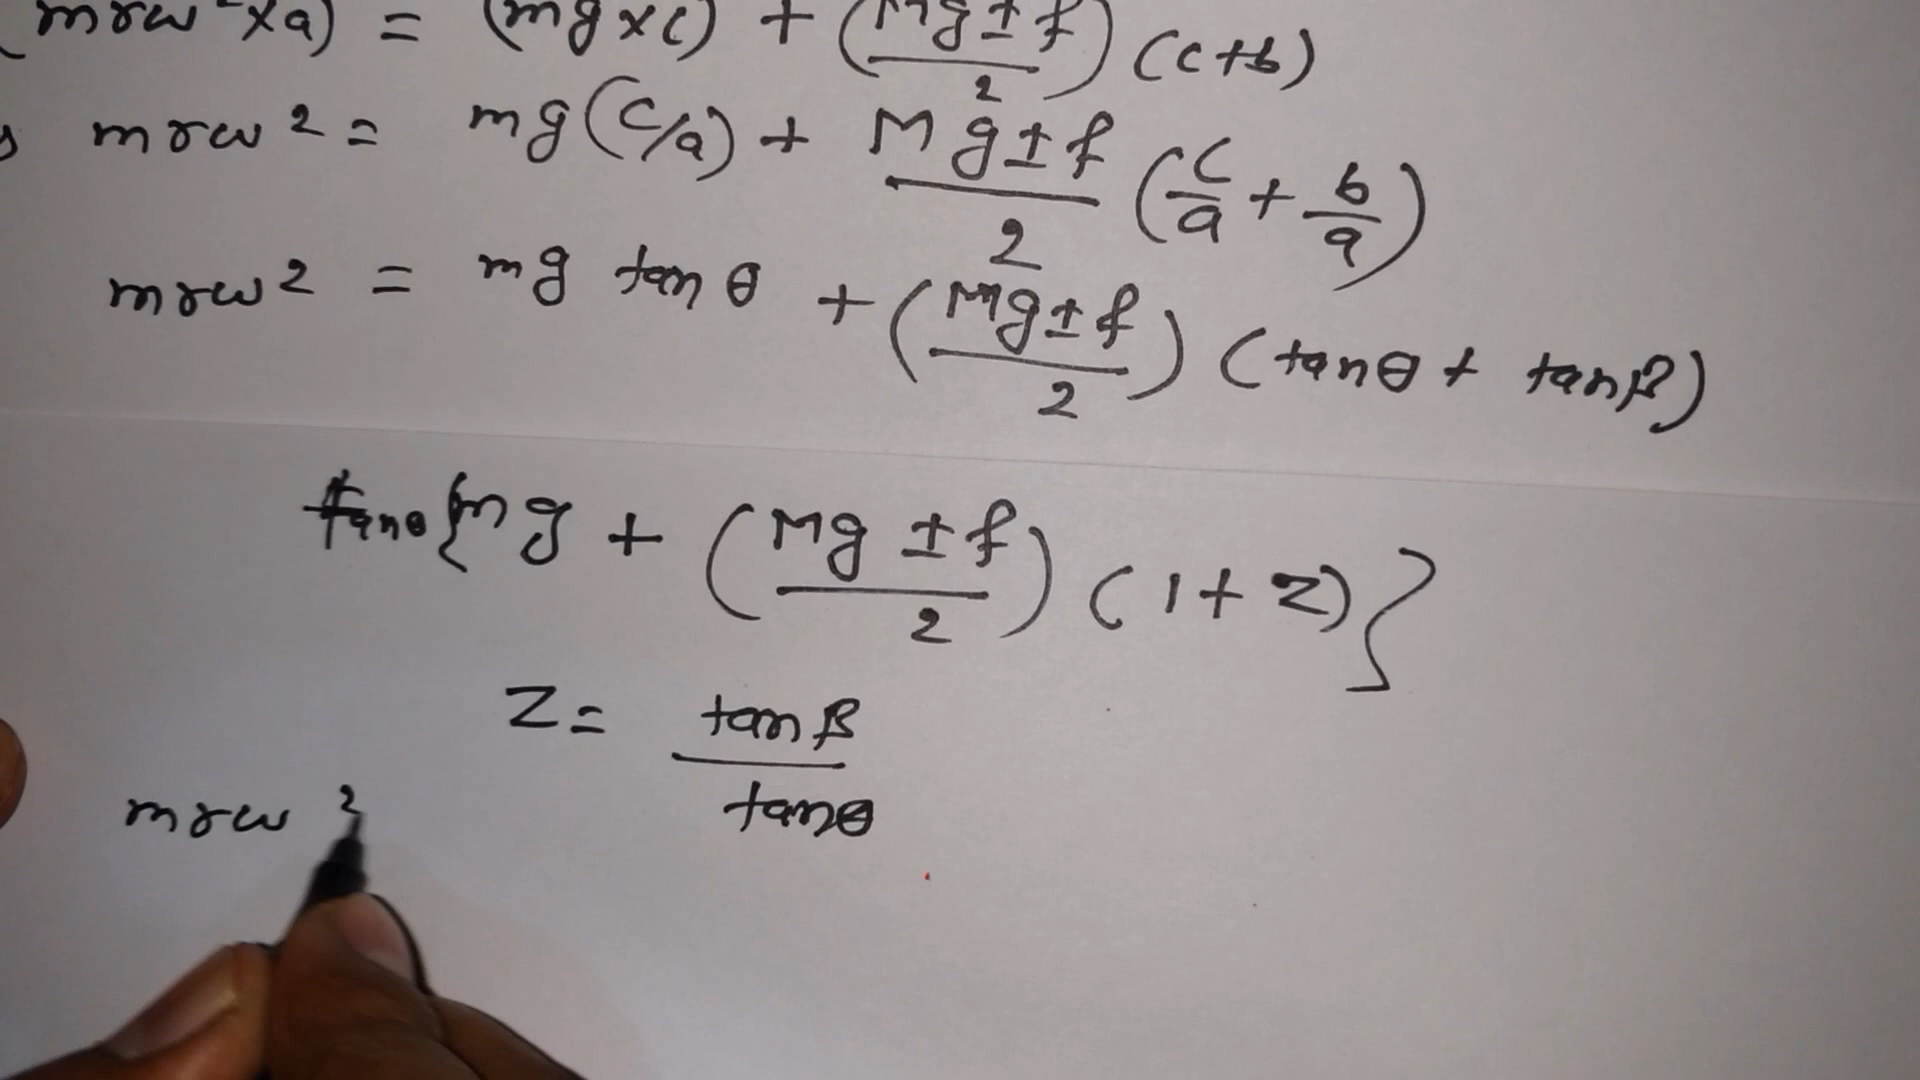 (mrω²×a) = (mg×c) + (Mg±f)/2 (c+b)
mrω² = mg(c/a) + Mg±f/2 (c/a + b/a)
mrω² = mg tanθ + (Mg±f/2) (tanθ + tanβ)
tanθ{mg + (Mg ±f/2) (1+z)}
z = tanβ/tanθ
mrω²